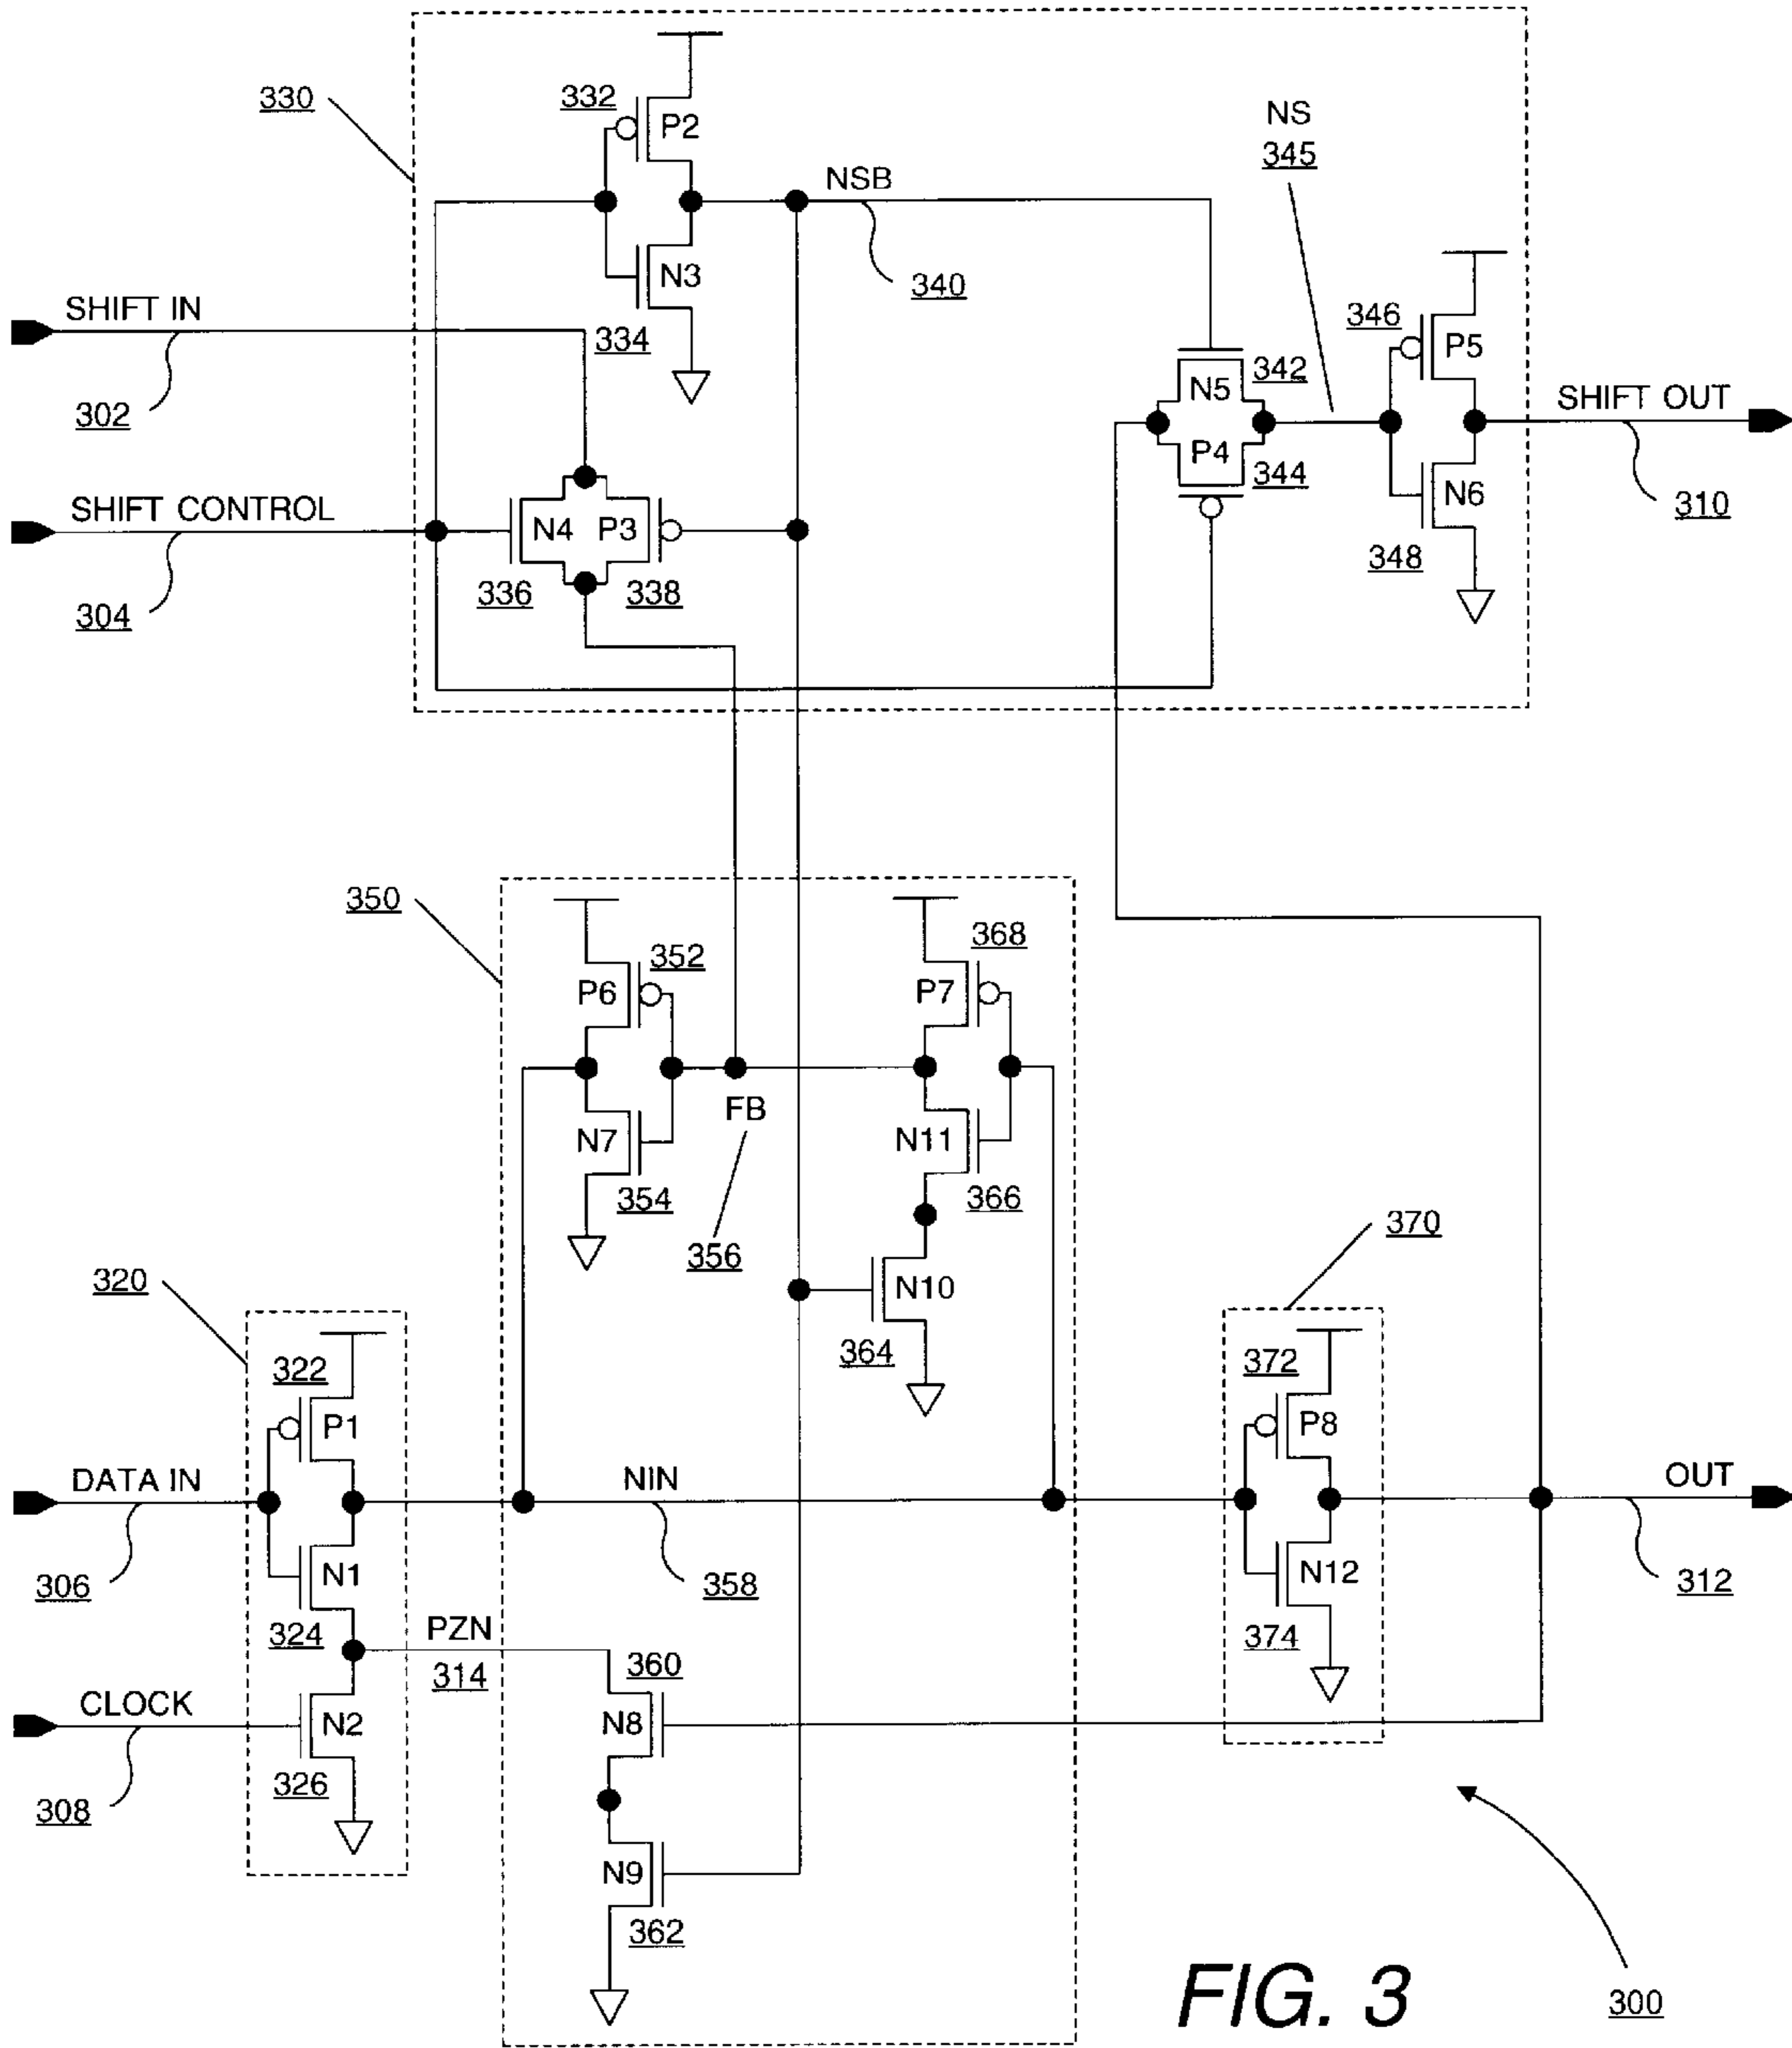 330
332
P2
NS
345
NSB
340
N3
334
SHIFT IN
302
346
P5
342
N5
SHIFT OUT
310
P4
344
N6
348
SHIFT CONTROL
304
N4
P3
336
338
350
352
P6
368
P7
FB
356
N7
354
N11
366
N10
364
370
320
322
P1
372
P8
DATA IN
306
NIN
358
OUT
312
N1
324
N12
374
PZN
314
360
CLOCK
308
N2
326
N8
N9
362
FIG. 3
300